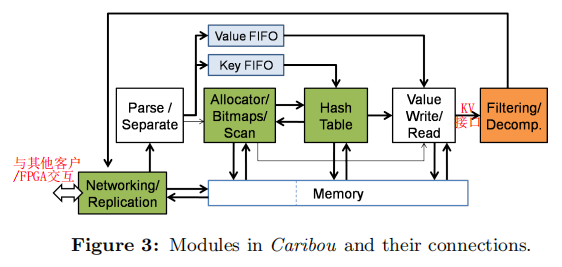 Value FIFO
Key FIFO
Parse /
Separate
Allocator/
Bitmaps/
Scan
Hash
Table
Value
Write/
Read
KV
接口
Filtering/
Decomp.
与其他客户
/FPGA交互
Networking/
Replication
Memory
Figure 3: Modules in Caribou and their connections.